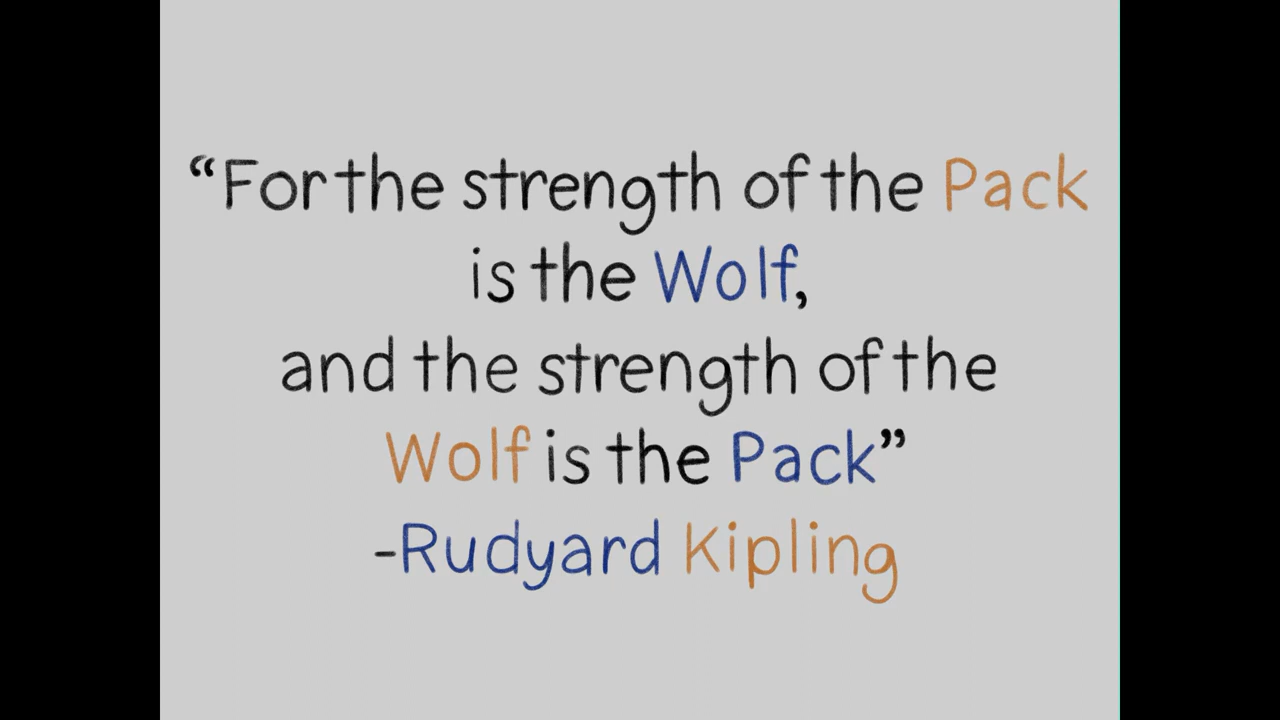 “For the strength of the Pack
is the Wolf,
and the strength of the
Wolf is the Pack”
-Rudyard Kipling